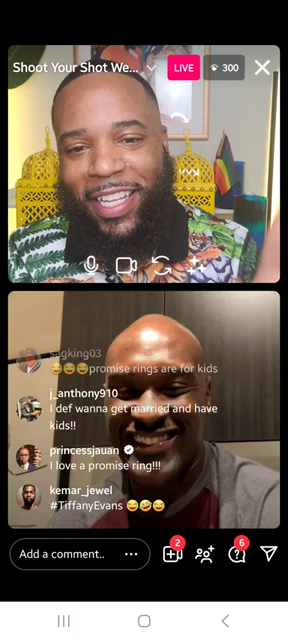 Shoot Your Shot We...
LIVE
300
sagking03
😂😂😂promise rings are for kids
j_anthony910
I def wanna get married and have
kids!!
princessjauan
I love a promise ring!!!
kemar_jewel
#TiffanyEvans 😂🤣😂
Add a comment..
2
6